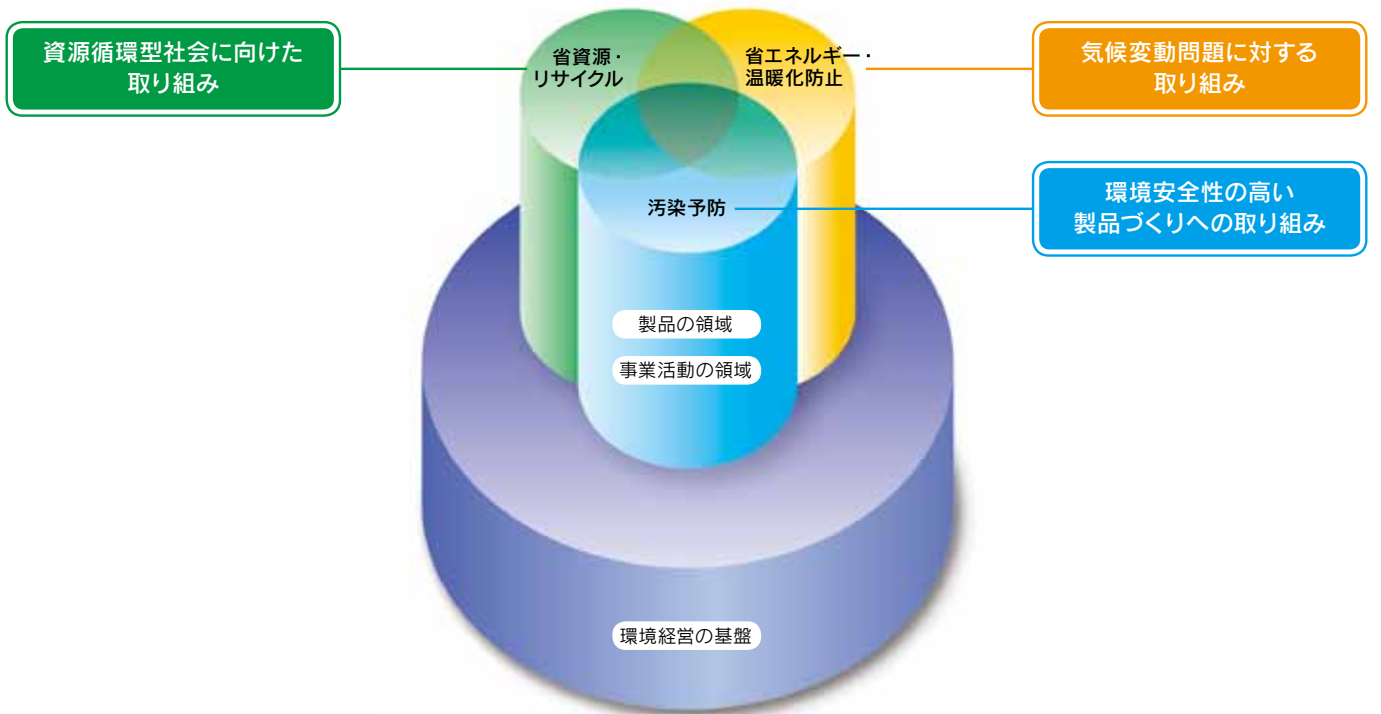 資源循環型社会に向けた
取り組み
省資源・
リサイクル
省エネルギー・
温暖化防止
気候変動問題に対する
取り組み
汚染予防
環境安全性の高い
製品づくりへの取り組み
製品の領域
事業活動の領域
環境経営の基盤